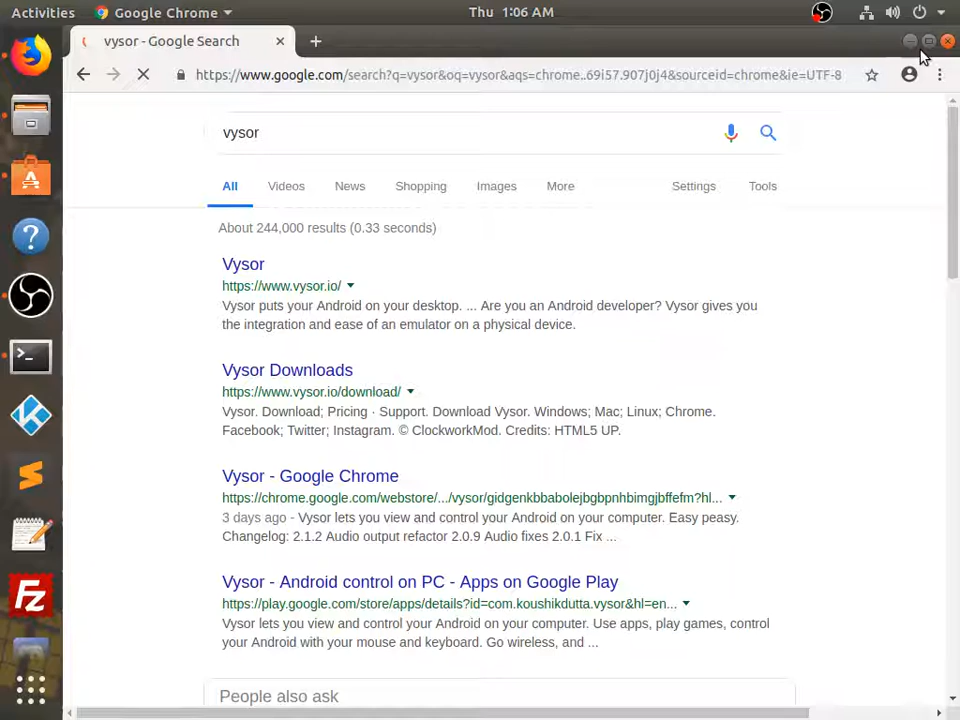 Activities
Google Chrome
Thu 1:06 AM
vysor - Google Search
https://www.google.com/search?q=vysor&oq=vysor&aqs=chrome..69i57.907j0j4&sourceid=chrome&ie=UTF-8
vysor
All Videos News Shopping Images More Settings Tools
About 244,000 results (0.33 seconds)
Vysor
https://www.vysor.io/
Vysor puts your Android on your desktop. ... Are you an Android developer? Vysor gives you
the integration and ease of an emulator on a physical device.
Vysor Downloads
https://www.vysor.io/download/
Vysor. Download; Pricing · Support. Download Vysor. Windows; Mac; Linux; Chrome.
Facebook; Twitter; Instagram. © ClockworkMod. Credits: HTML5 UP.
Vysor - Google Chrome
https://chrome.google.com/webstore/.../vysor/gidgenkbbabolejbgbpnhbimgjbffefm?hl...
3 days ago - Vysor lets you view and control your Android on your computer. Easy peasy.
Changelog: 2.1.2 Audio output refactor 2.0.9 Audio fixes 2.0.1 Fix ...
Vysor - Android control on PC - Apps on Google Play
https://play.google.com/store/apps/details?id=com.koushikdutta.vysor&hl=en...
Vysor lets you view and control your Android on your computer. Use apps, play games, control
your Android with your mouse and keyboard. Go wireless, and ...
People also ask